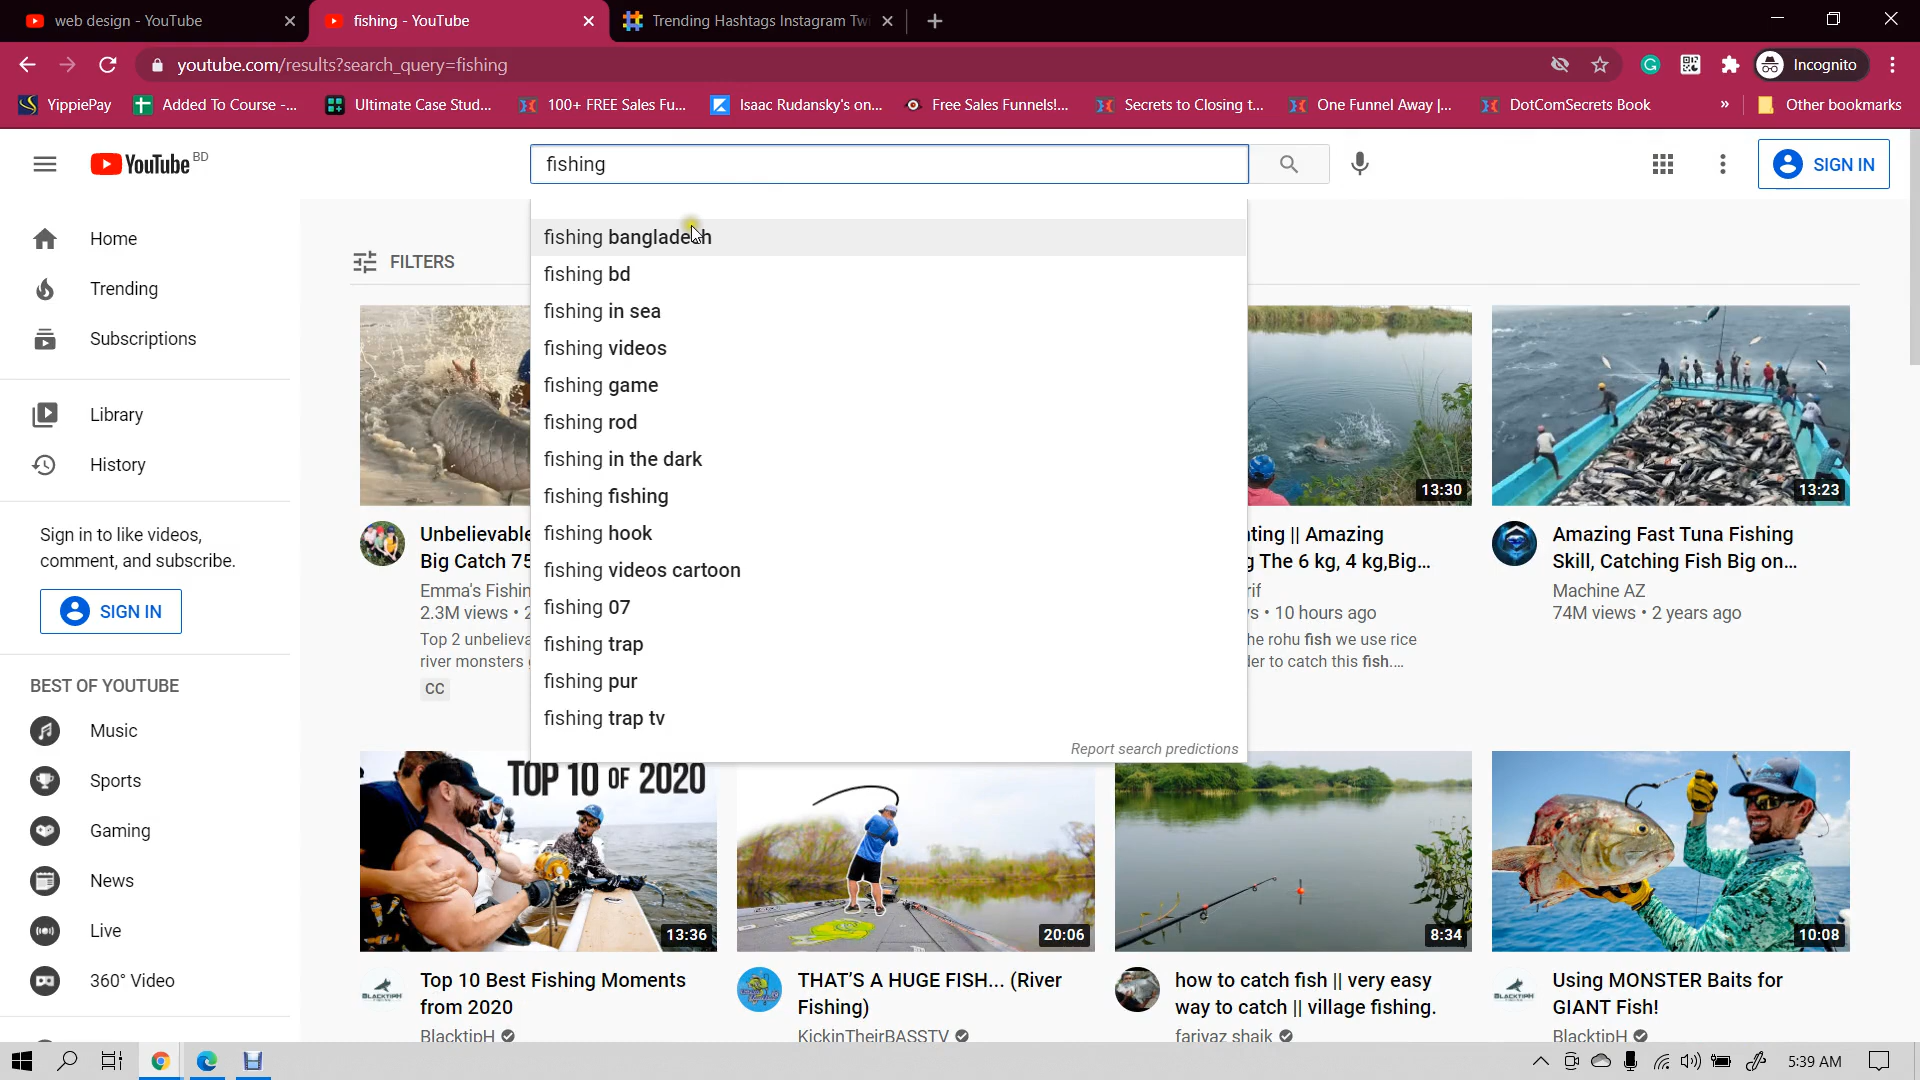 web design - YouTube
fishing - YouTube
Trending Hashtags Instagram Twi
youtube.com/results?search_query=fishing
Incognito
YippiePay
Added To Course -...
Ultimate Case Stud...
100+ FREE Sales Fu...
Isaac Rudansky's on...
Free Sales Funnels!...
Secrets to Closing t...
One Funnel Away |...
DotComSecrets Book
»
Other bookmarks
YouTube BD
fishing
SIGN IN
Home
Trending
Subscriptions
Library
History
Sign in to like videos,
comment, and subscribe.
SIGN IN
BEST OF YOUTUBE
Music
Sports
Gaming
News
Live
360° Video
FILTERS
fishing bangladesh
fishing bd
fishing in sea
fishing videos
fishing game
fishing rod
fishing in the dark
fishing fishing
fishing hook
fishing videos cartoon
fishing 07
fishing trap
fishing pur
fishing trap tv
Report search predictions
Unbelievable
Big Catch 75
Emma's Fishin
2.3M views • 2
Top 2 unbelieva
river monsters
CC
13:30
ting || Amazing
g The 6 kg, 4 kg,Big...
rif
vs • 10 hours ago
he rohu fish we use rice
ler to catch this fish....
13:23
Amazing Fast Tuna Fishing
Skill, Catching Fish Big on...
Machine AZ
74M views • 2 years ago
TOP 10 OF 2020
13:36
Top 10 Best Fishing Moments
from 2020
BlacktipH
20:06
THAT'S A HUGE FISH... (River
Fishing)
KickinTheirBASSTV
8:34
how to catch fish || very easy
way to catch || village fishing.
fariyaz shaik
10:08
Using MONSTER Baits for
GIANT Fish!
BlacktipH
5:39 AM